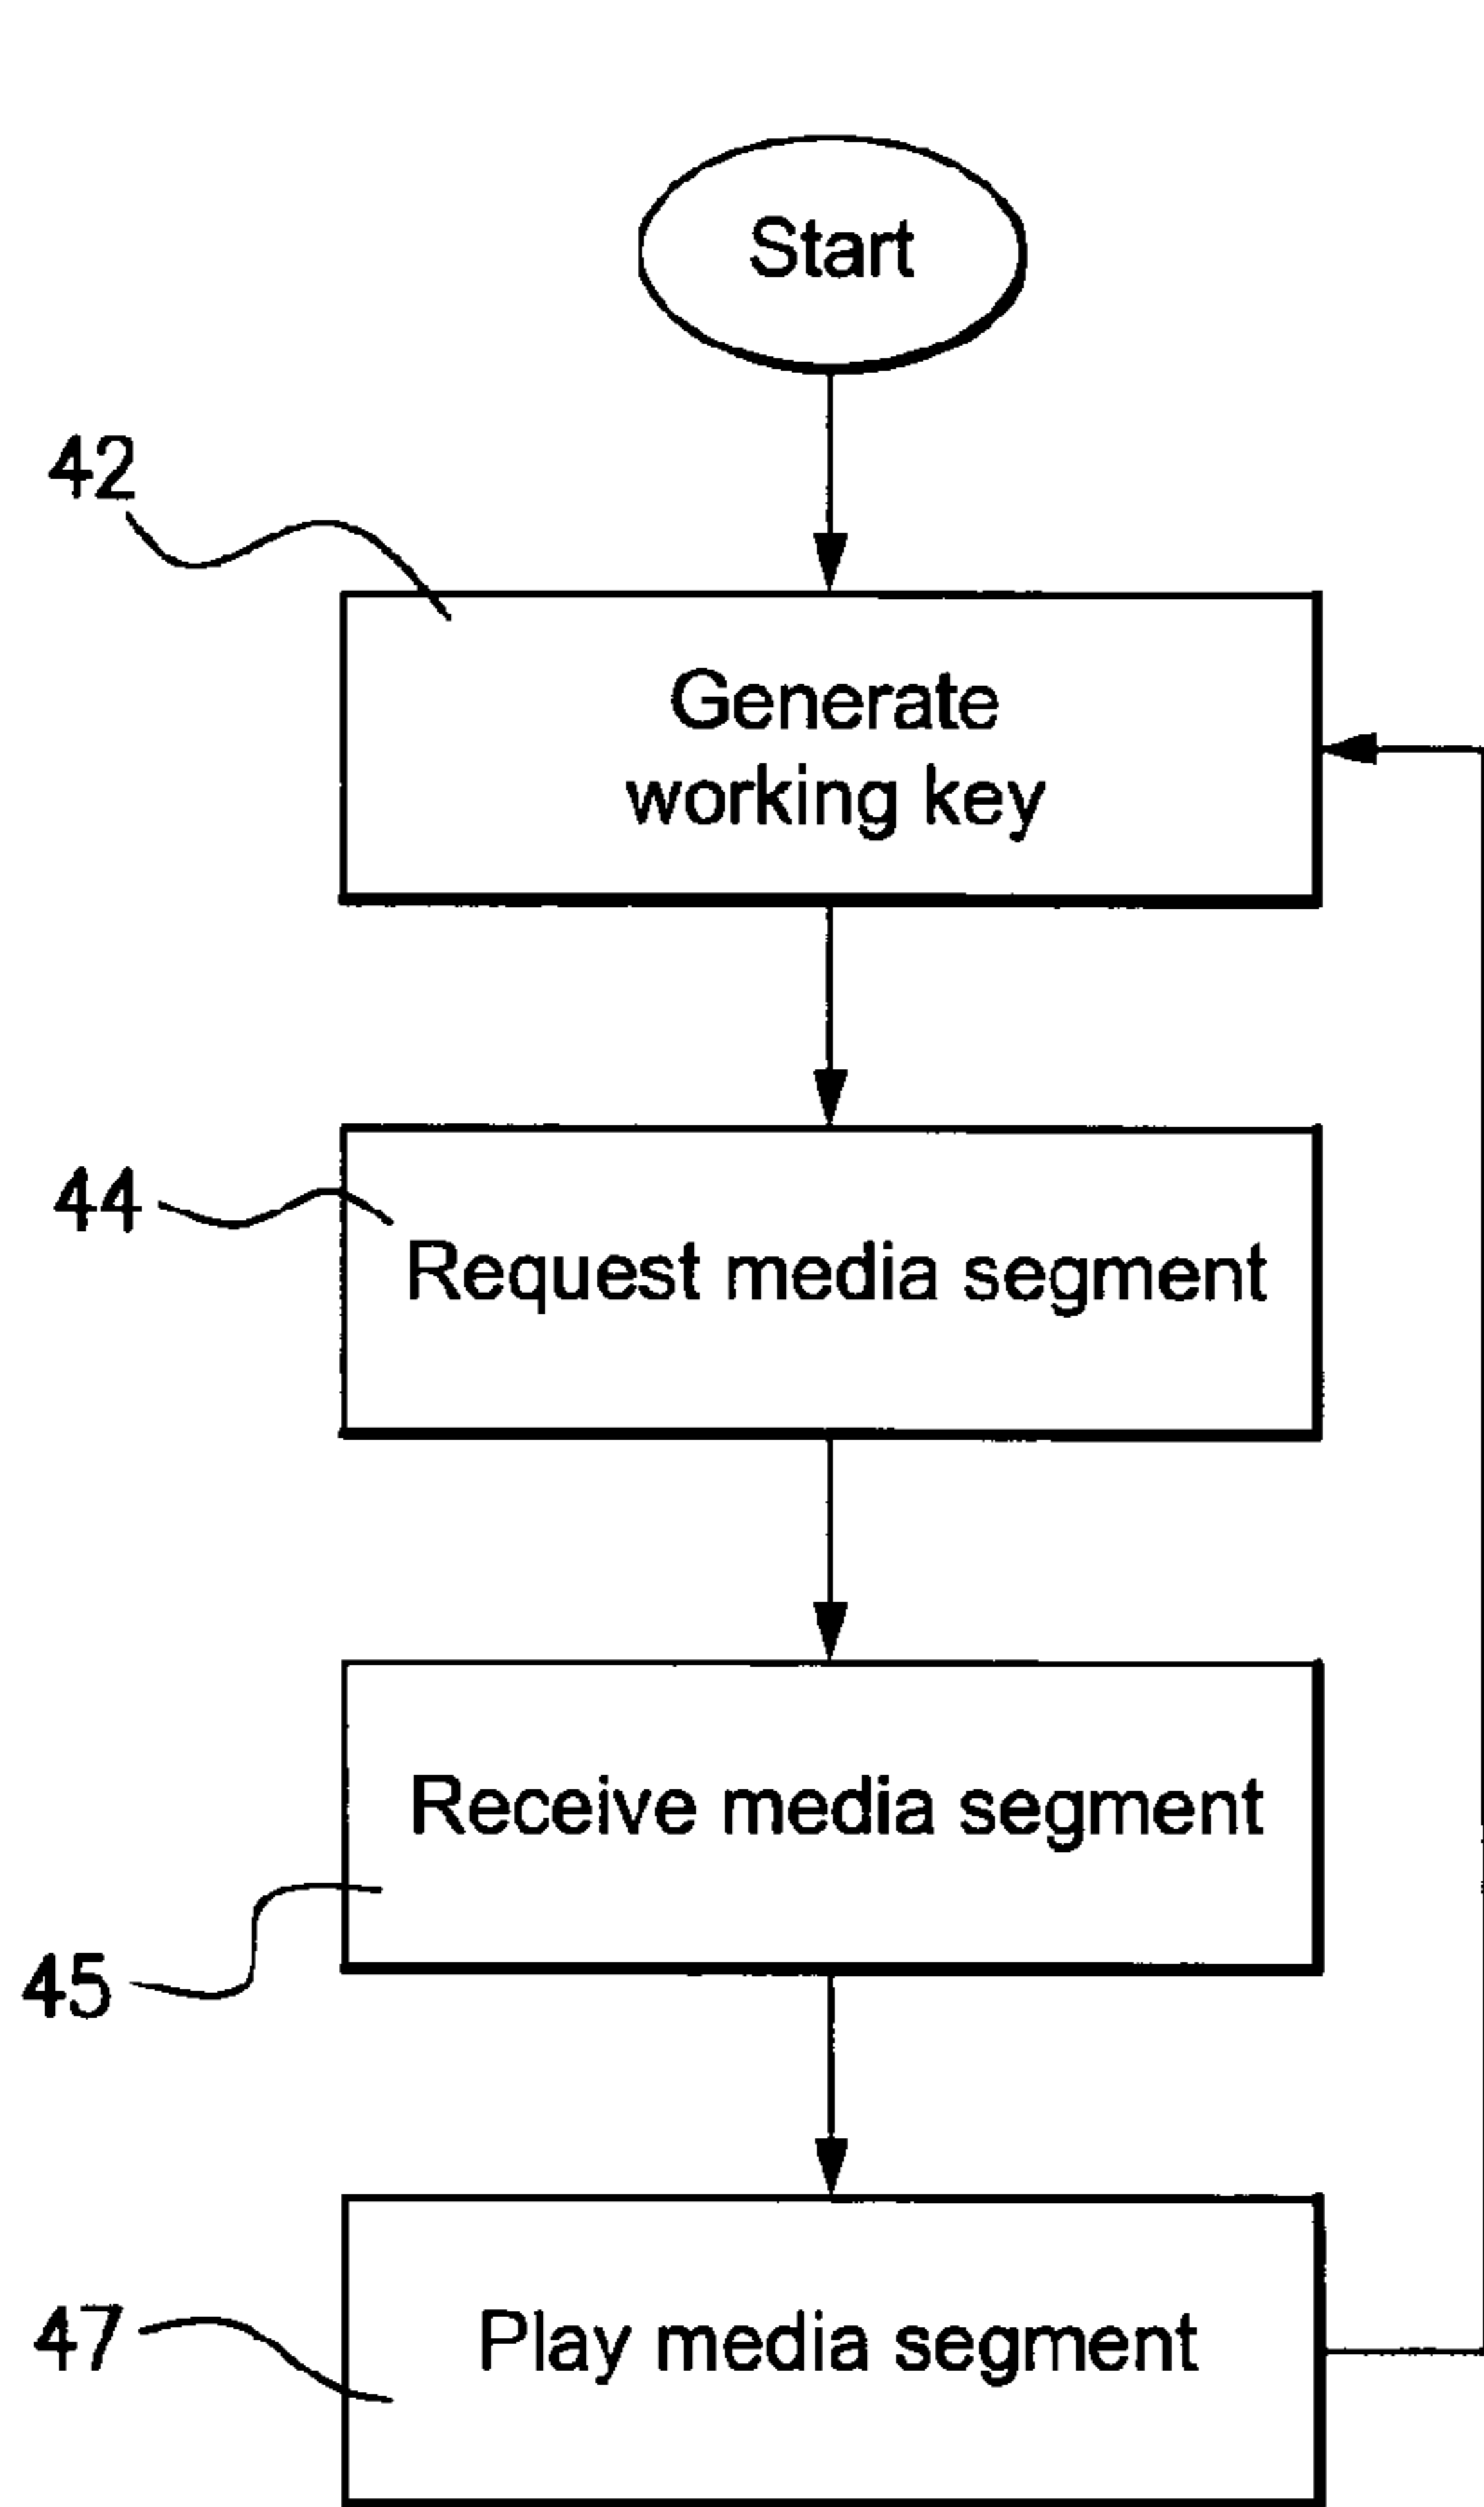 Start
42
Generate
working key
44
Request media segment
Receive media segment
45
47
Play media segment